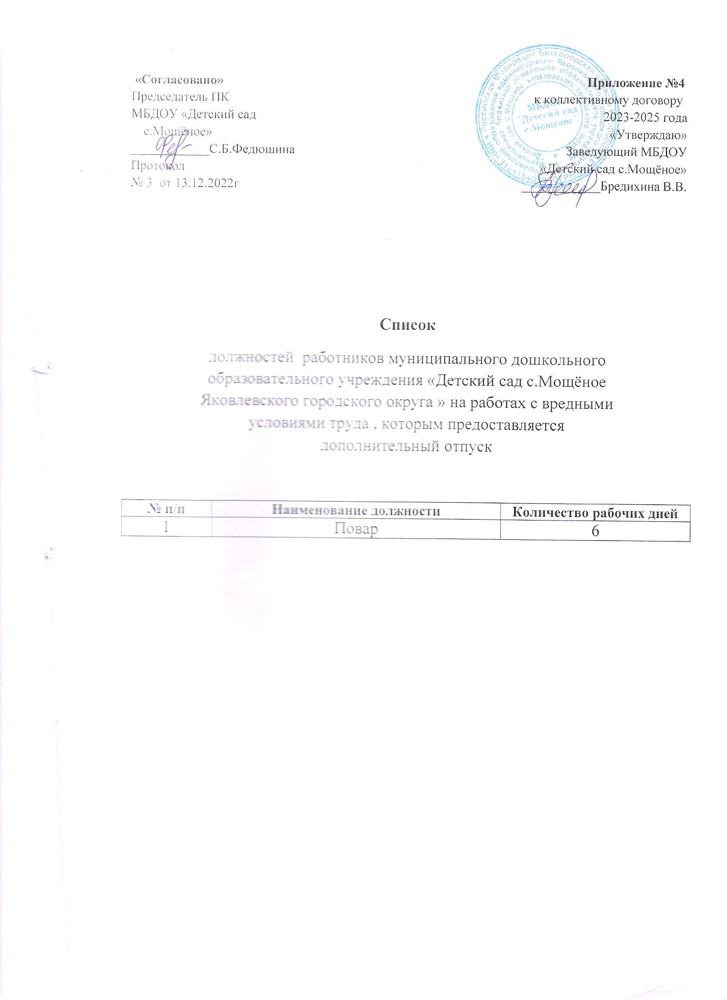 «Согласовано»
Председатель ПК
МБДОУ «Детский сад
с.Мощёное»
_____________С.Б.Федюшина
Протокол
№ 3  от 13.12.2022г
Приложение №4
к коллективному договору
2023-2025 года
«Утверждаю»
Заведующий МБДОУ
«Детский сад с.Мощёное»
_____________Бредихина В.В.
МБДОУ
"Детский сад
с.Мощеное"
Список
должностей  работников муниципального дошкольного
образовательного учреждения «Детский сад с.Мощёное
Яковлевского городского округа » на работах с вредными
условиями труда , которым предоставляется
дополнительный отпуск
№ п/п Наименование должности Количество рабочих дней
1 Повар 6